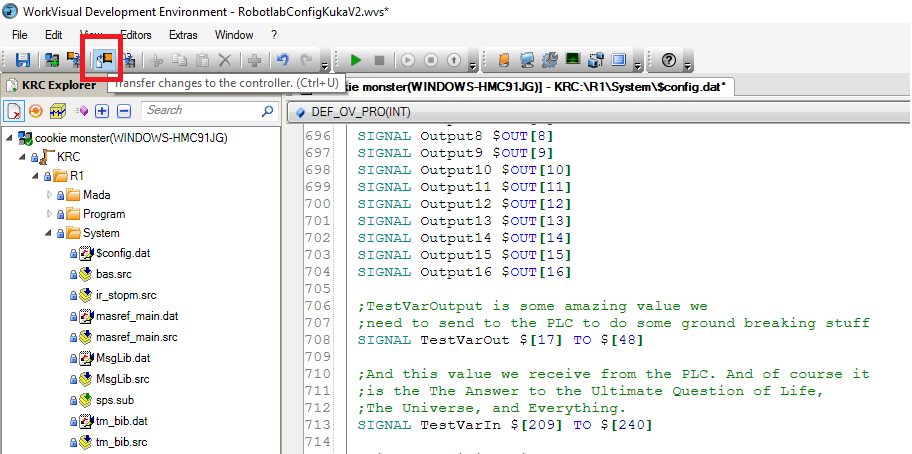 WorkVisual Development Environment - RobotlabConfigKukaV2.wvs*
File Edit View Editors Extras Window ?
Transfer changes to the controller. (Ctrl+U)
KRC Explorer
kie monster(WINDOWS-HMC91JG)] - KRC:\R1\System\$config.dat*
Search
DEF_OV_PRO(INT)
cookie monster(WINDOWS-HMC91JG)
KRC
R1
Mada
Program
System
$config.dat
bas.src
ir_stopm.src
masref_main.dat
masref_main.src
MsgLib.dat
MsgLib.src
sps.sub
tm_bib.dat
tm_bib.src
696 SIGNAL Output8 $OUT[8]
697 SIGNAL Output9 $OUT[9]
698 SIGNAL Output10 $OUT[10]
699 SIGNAL Output11 $OUT[11]
700 SIGNAL Output12 $OUT[12]
701 SIGNAL Output13 $OUT[13]
702 SIGNAL Output14 $OUT[14]
703 SIGNAL Output15 $OUT[15]
704 SIGNAL Output16 $OUT[16]
705
706 ;TestVarOutput is some amazing value we
707 ;need to send to the PLC to do some ground breaking stuff
708 SIGNAL TestVarOut $[17] TO $[48]
709
710 ;And this value we receive from the PLC. And of course it
711 ;is the The Answer to the Ultimate Question of Life,
712 ;The Universe, and Everything.
713 SIGNAL TestVarIn $[209] TO $[240]
714